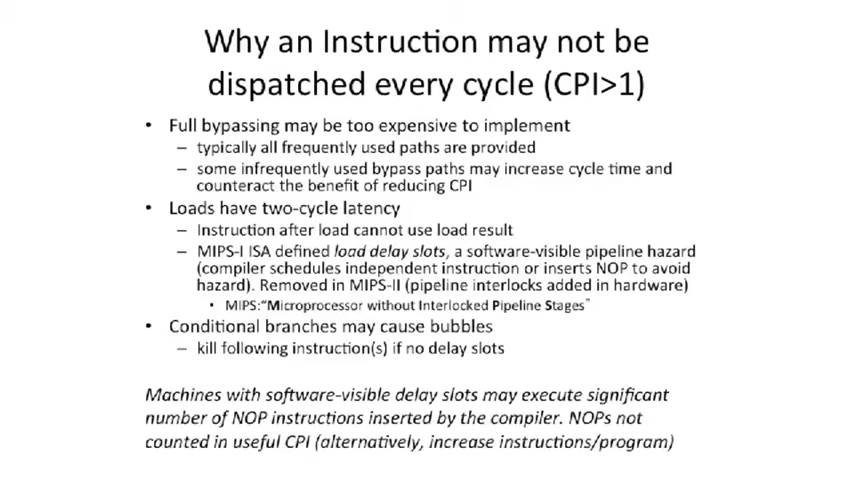 Why an Instruction may not be
dispatched every cycle (CPI>1)
• Full bypassing may be too expensive to implement
– typically all frequently used paths are provided
– some infrequently used bypass paths may increase cycle time and
counteract the benefit of reducing CPI
• Loads have two-cycle latency
– Instruction after load cannot use load result
– MIPS-I ISA defined load delay slots, a software-visible pipeline hazard
(compiler schedules independent instruction or inserts NOP to avoid
hazard). Removed in MIPS-II (pipeline interlocks added in hardware)
• MIPS:“Microprocessor without Interlocked Pipeline Stages”
• Conditional branches may cause bubbles
– kill following instruction(s) if no delay slots
Machines with software-visible delay slots may execute significant
number of NOP instructions inserted by the compiler. NOPs not
counted in useful CPI (alternatively, increase instructions/program)